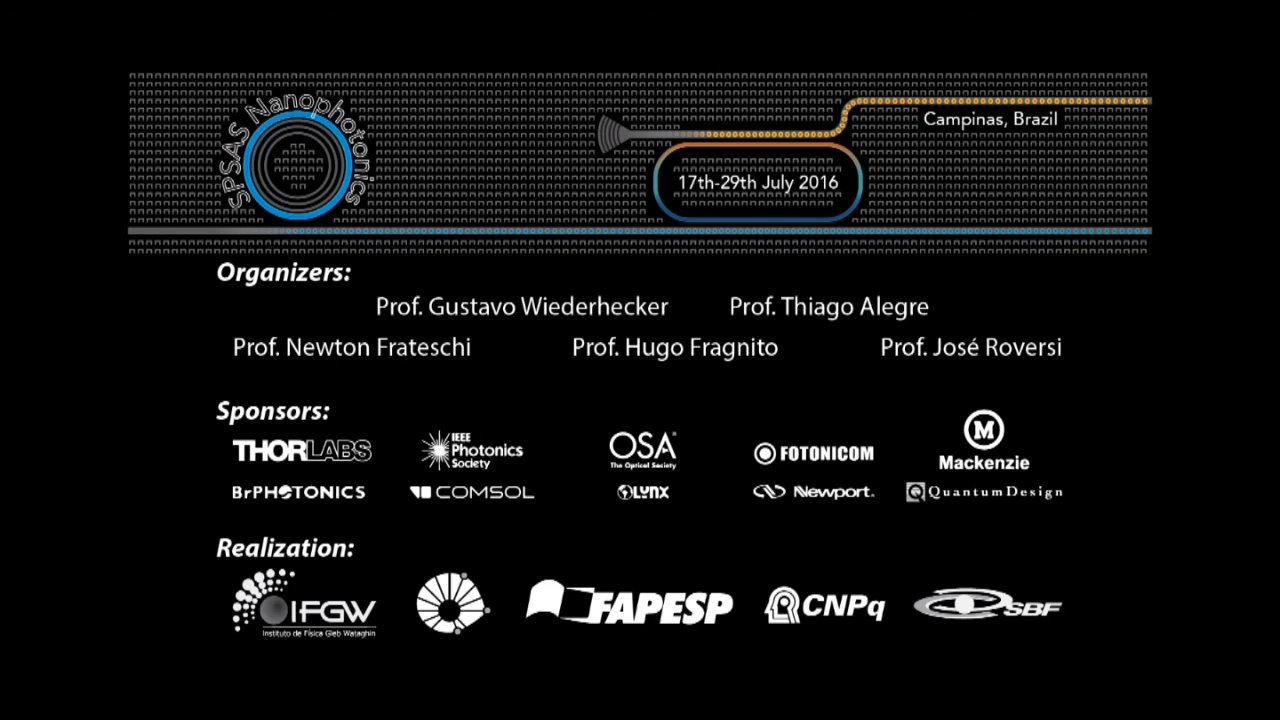 SPSAS Nanophotonics
Campinas, Brazil
17th-29th July 2016
Organizers:
Prof. Gustavo Wiederhecker Prof. Thiago Alegre
Prof. Newton Frateschi Prof. Hugo Fragnito Prof. José Roversi
Sponsors:
THORLABS
IEEE
Photonics
Society
OSA
The Optical Society
FOTONICOM
M
Mackenzie
BRPHOTONICS COMSOL LYNX Newport. QuantumDesign
Realization:
IFGW
Instituto de Física Gleb Wataghin
FAPESP CNPq SBF